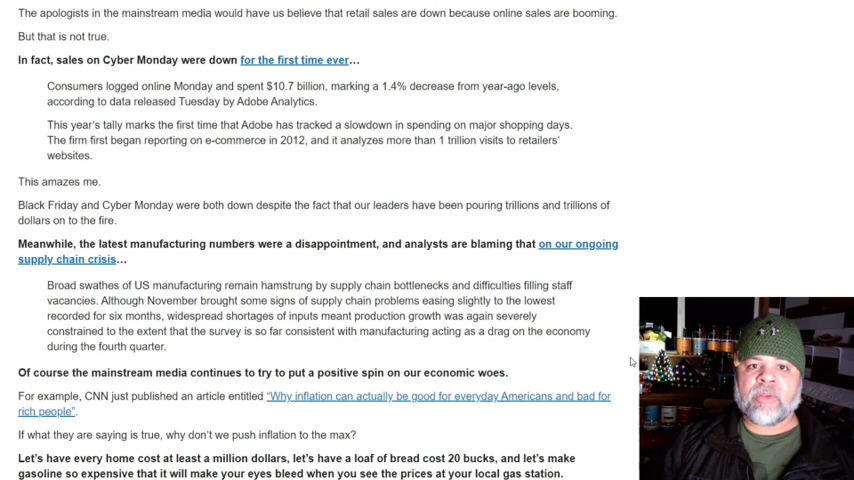 The apologists in the mainstream media would have us believe that retail sales are down because online sales are booming.
But that is not true.
In fact, sales on Cyber Monday were down for the first time ever…
Consumers logged online Monday and spent $10.7 billion, marking a 1.4% decrease from year-ago levels,
according to data released Tuesday by Adobe Analytics.
This year's tally marks the first time that Adobe has tracked a slowdown in spending on major shopping days.
The firm first began reporting on e-commerce in 2012, and it analyzes more than 1 trillion visits to retailers'
websites.
This amazes me.
Black Friday and Cyber Monday were both down despite the fact that our leaders have been pouring trillions and trillions of
dollars on to the fire.
Meanwhile, the latest manufacturing numbers were a disappointment, and analysts are blaming that on our ongoing
supply chain crisis…
Broad swathes of US manufacturing remain hamstrung by supply chain bottlenecks and difficulties filling staff
vacancies. Although November brought some signs of supply chain problems easing slightly to the lowest
recorded for six months, widespread shortages of inputs meant production growth was again severely
constrained to the extent that the survey is so far consistent with manufacturing acting as a drag on the economy
during the fourth quarter.
Of course the mainstream media continues to try to put a positive spin on our economic woes.
For example, CNN just published an article entitled “Why inflation can actually be good for everyday Americans and bad for
rich people”.
If what they are saying is true, why don't we push inflation to the max?
Let's have every home cost at least a million dollars, let's have a loaf of bread cost 20 bucks, and let's make
gasoline so expensive that it will make your eyes bleed when you see the prices at your local gas station.